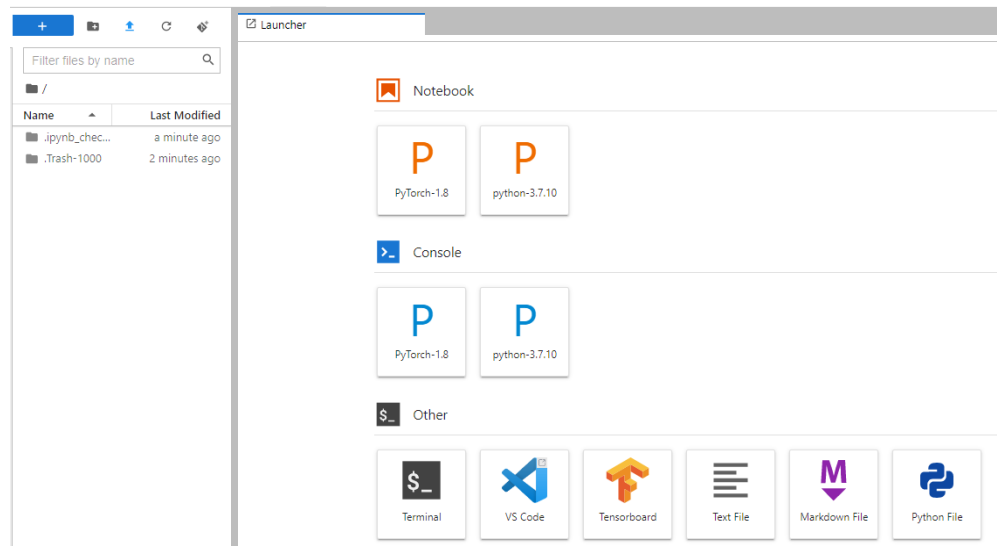 Launcher
Filter files by name
/
Name Last Modified
.ipynb_chec... a minute ago
.Trash-1000 2 minutes ago
Notebook
P P
PyTorch-1.8 python-3.7.10
Console
P P
PyTorch-1.8 python-3.7.10
$_ Other
$_ M
Terminal VS Code Tensorboard Text File Markdown File Python File